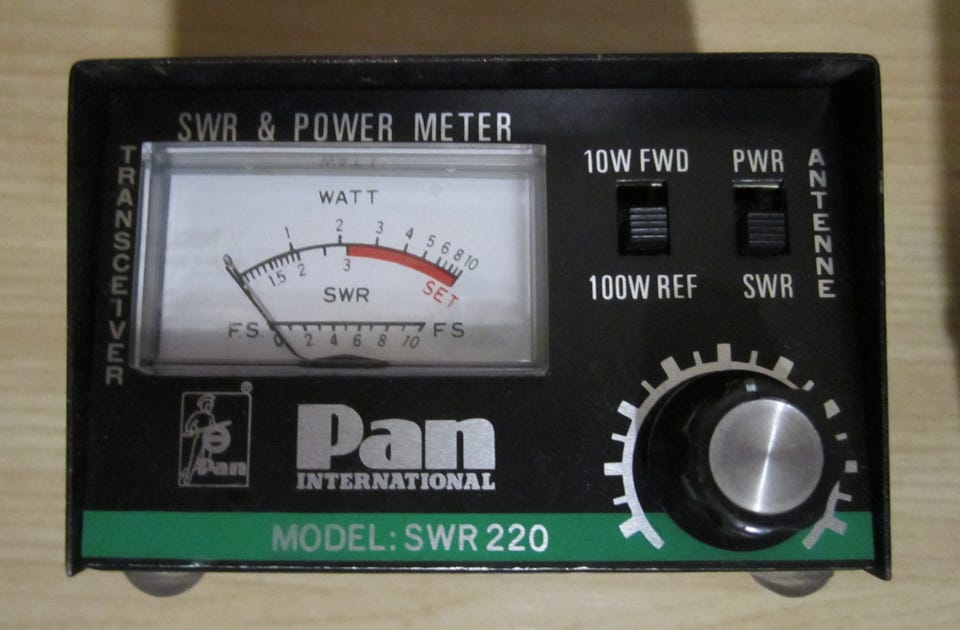 SWR & POWER METER
TRANSCEIVER
WATT
0 1 2 3 4 5 6 8 10
1.5 2 3
SWR
SET
F.S. FS
0 2 4 6 8 10
10W FWD
100W REF
PWR
SWR
ANTENNE
Pan ®
Pan
INTERNATIONAL
MODEL: SWR 220